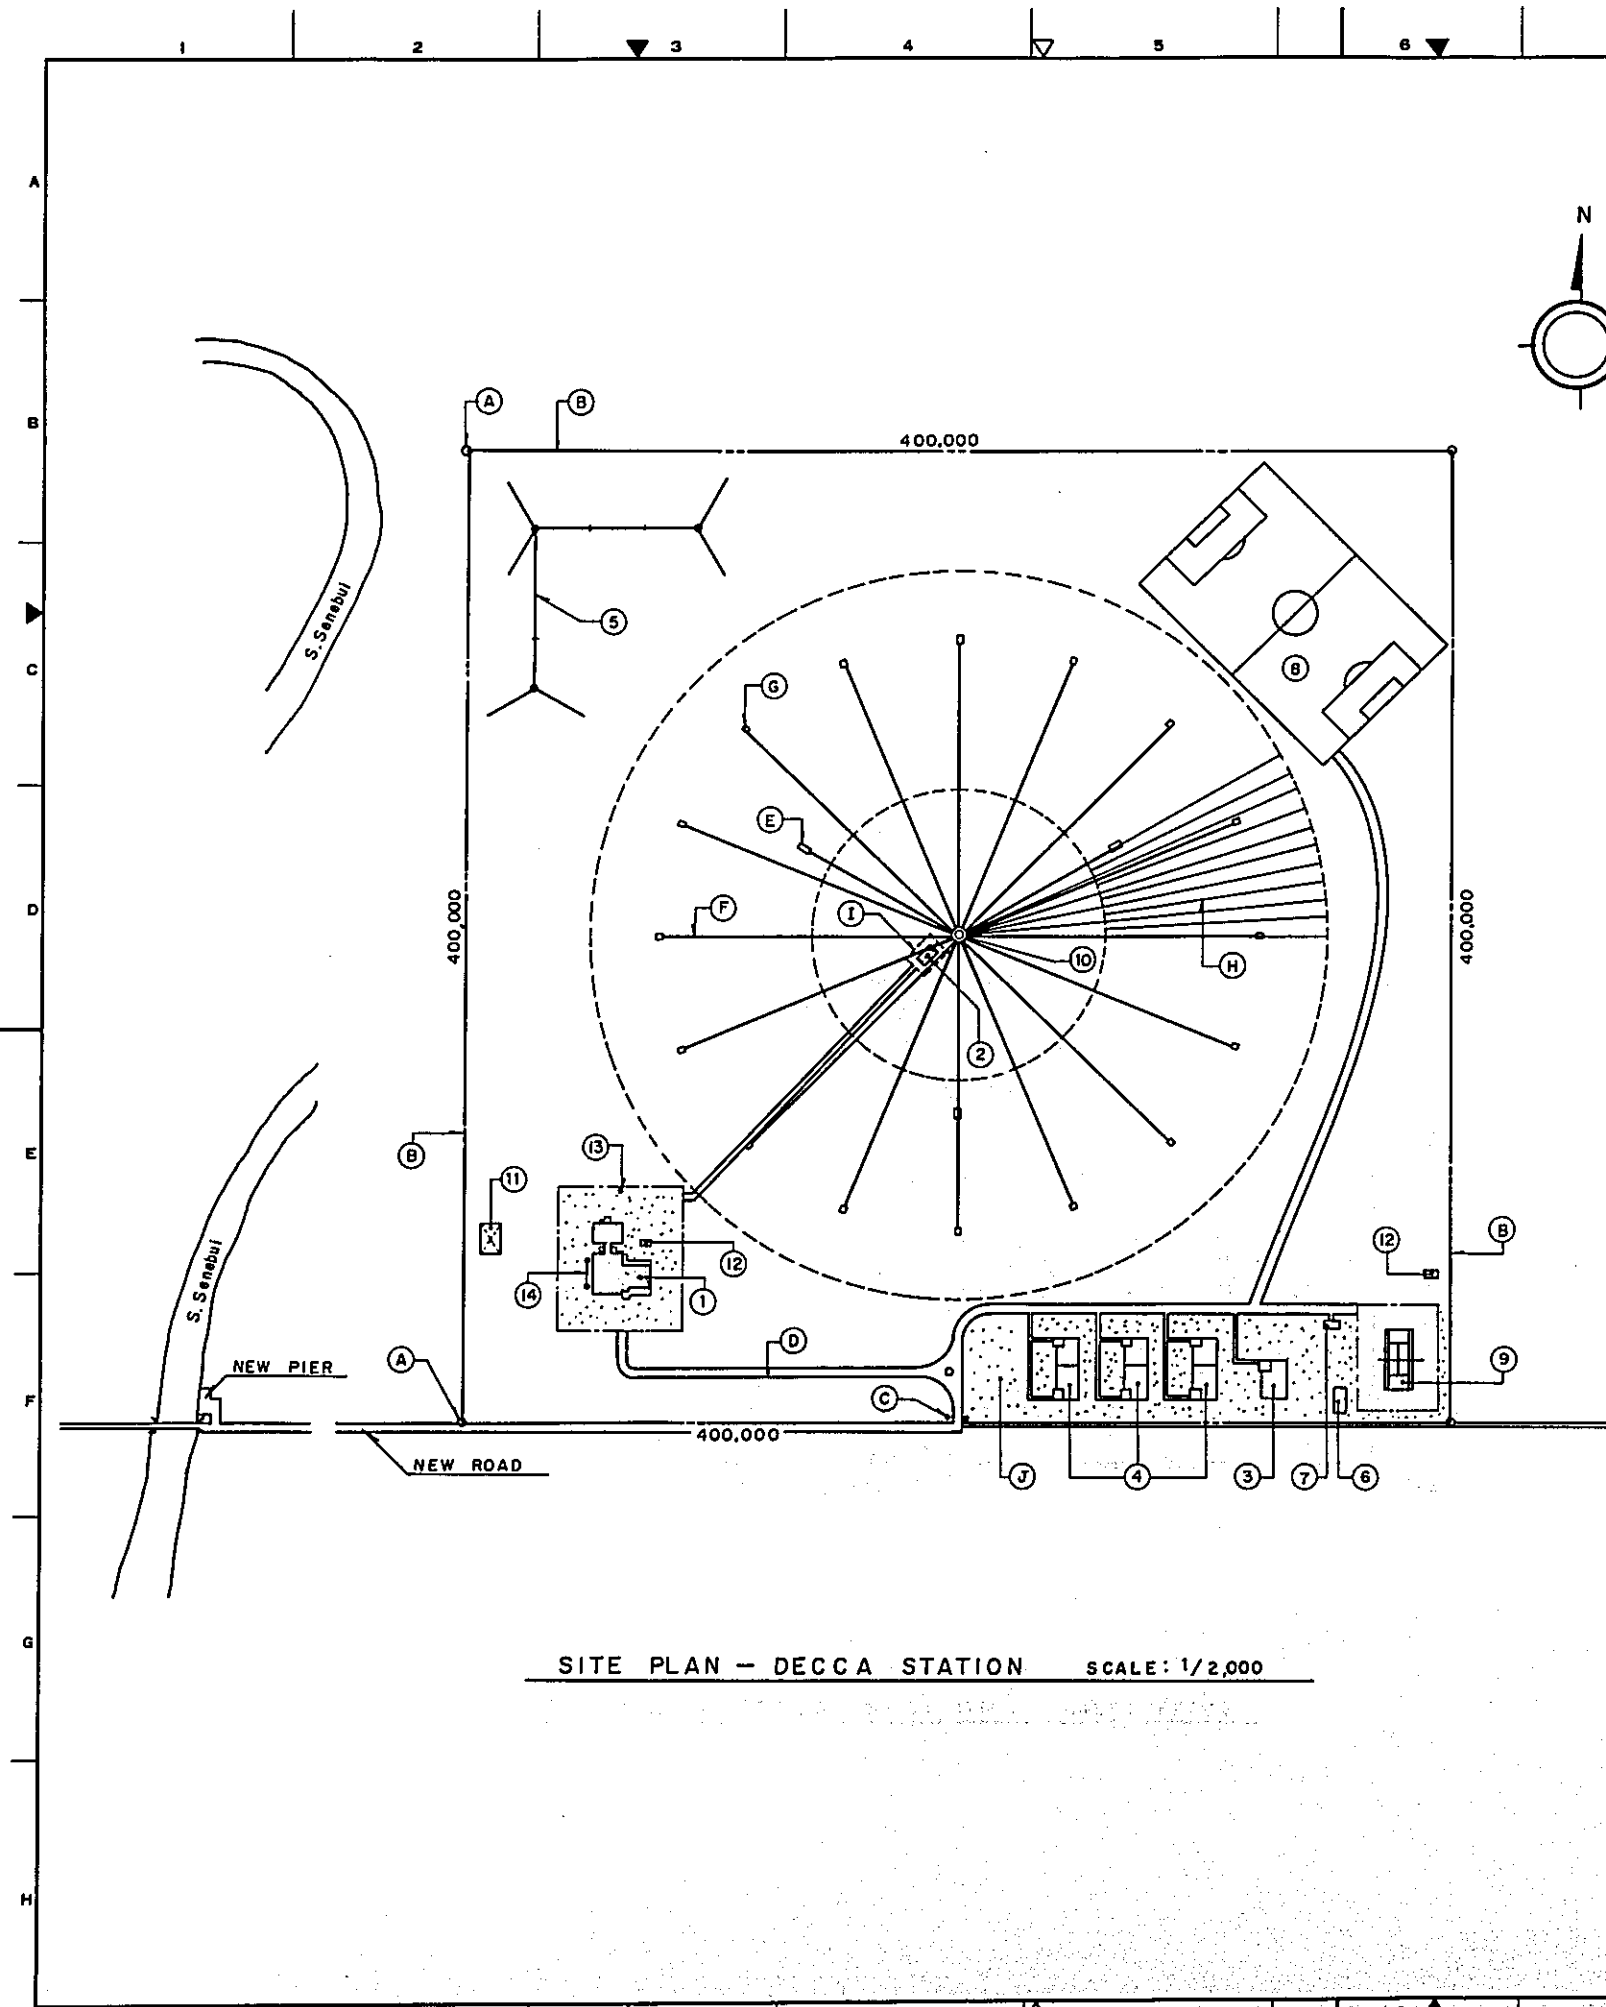 1 2 3 4 5 6
A
N
B
A B
400,000
S. Senebui
5
C
8
G
E
D
400,000
F
I
400,000
10
H
2
E
B
13
11
12
B
12
14
1
S. Senebui
D
A
9
NEW PIER
F
C
400,000
NEW ROAD
J
4
3
7
6
G
SITE PLAN — DECCA STATION SCALE: 1/2,000
H